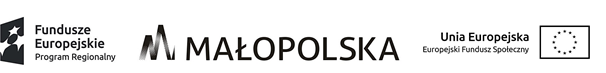 Fundusze
Europejskie
Program Regionalny
MAŁOPOLSKA
Unia Europejska
Europejski Fundusz Społeczny